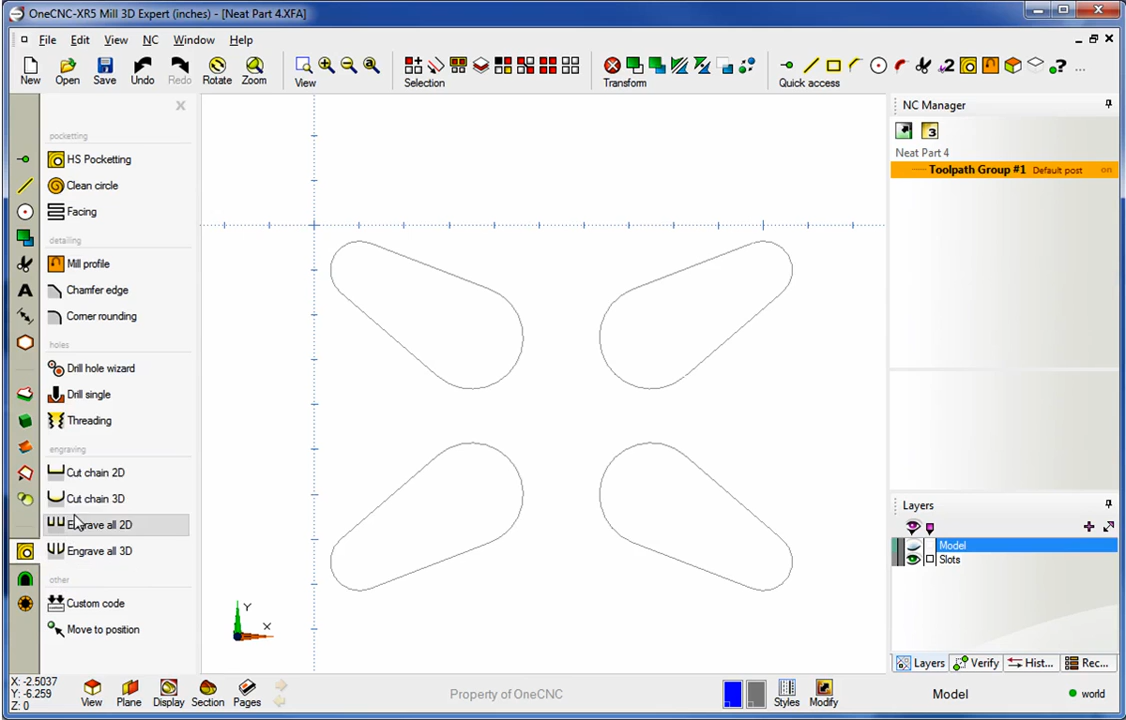 OneCNC-XR5 Mill 3D Expert (inches) - [Neat Part 4.XFA]
File Edit View NC Window Help
New Open Save Undo Redo Rotate Zoom View Selection Transform Quick access ...
pocketting
HS Pocketting
Clean circle
Facing
detailing
Mill profile
Chamfer edge
A
Corner rounding
holes
Drill hole wizard
Drill single
Threading
engraving
Cut chain 2D
Cut chain 3D
Engrave all 2D
Engrave all 3D
other
Custom code
Move to position
Y
X
NC Manager
3
Neat Part 4
Toolpath Group #1 Default post on
Layers
Model
Slots
Layers Verify Hist... Rec...
X: -2.5037
Y: -6.259
Z: 0
View Plane Display Section Pages
Property of OneCNC
Styles Modify
Model
world